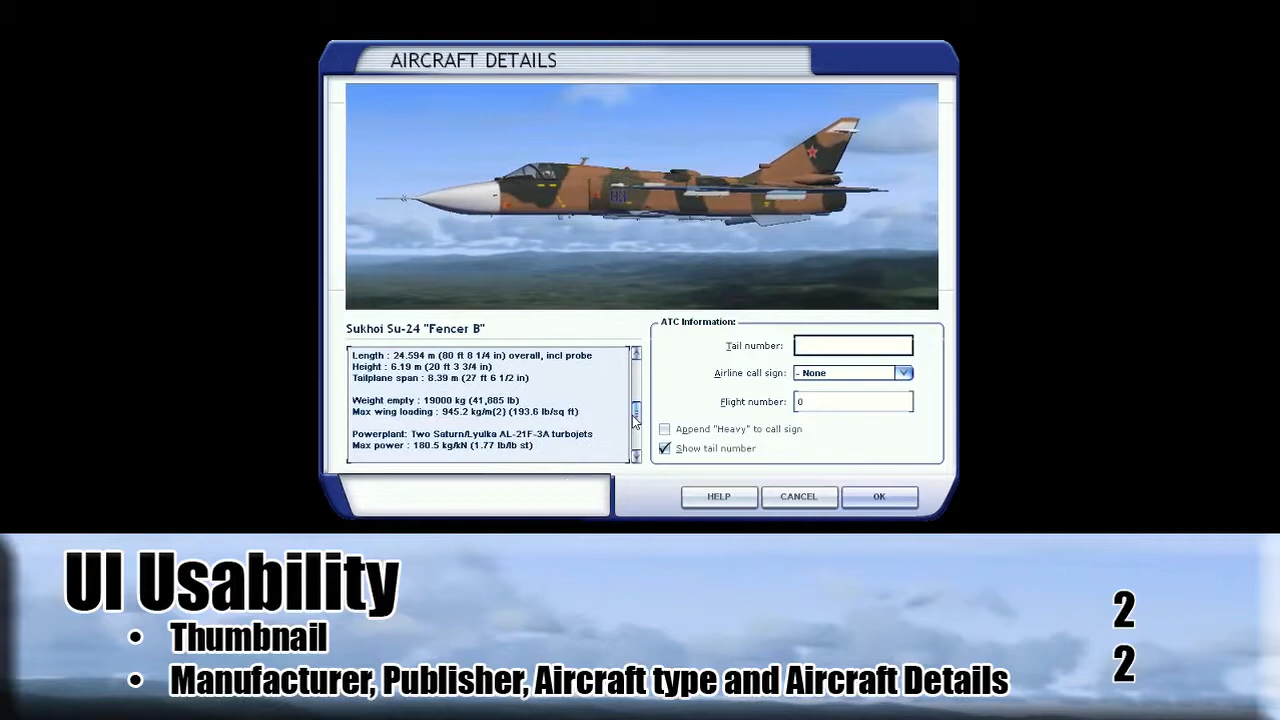 AIRCRAFT DETAILS
Sukhoi Su-24 "Fencer B"
Length : 24.594 m (80 ft 8 1/4 in) overall, incl probe
Height : 6.19 m (20 ft 3 3/4 in)
Tailplane span : 8.39 m (27 ft 6 1/2 in)
Weight empty : 19000 kg (41,885 lb)
Max wing loading : 945.2 kg/m(2) (193.6 lb/sq ft)
Powerplant: Two Saturn/Lyulka AL-21F-3A turbojets
Max power : 180.5 kg/kN (1.77 lb/lb st)
ATC Information:
Tail number:
Airline call sign: - None
Flight number: 0
Append "Heavy" to call sign
Show tail number
HELP CANCEL OK
UI Usability
• Thumbnail 2
• Manufacturer, Publisher, Aircraft type and Aircraft Details 2